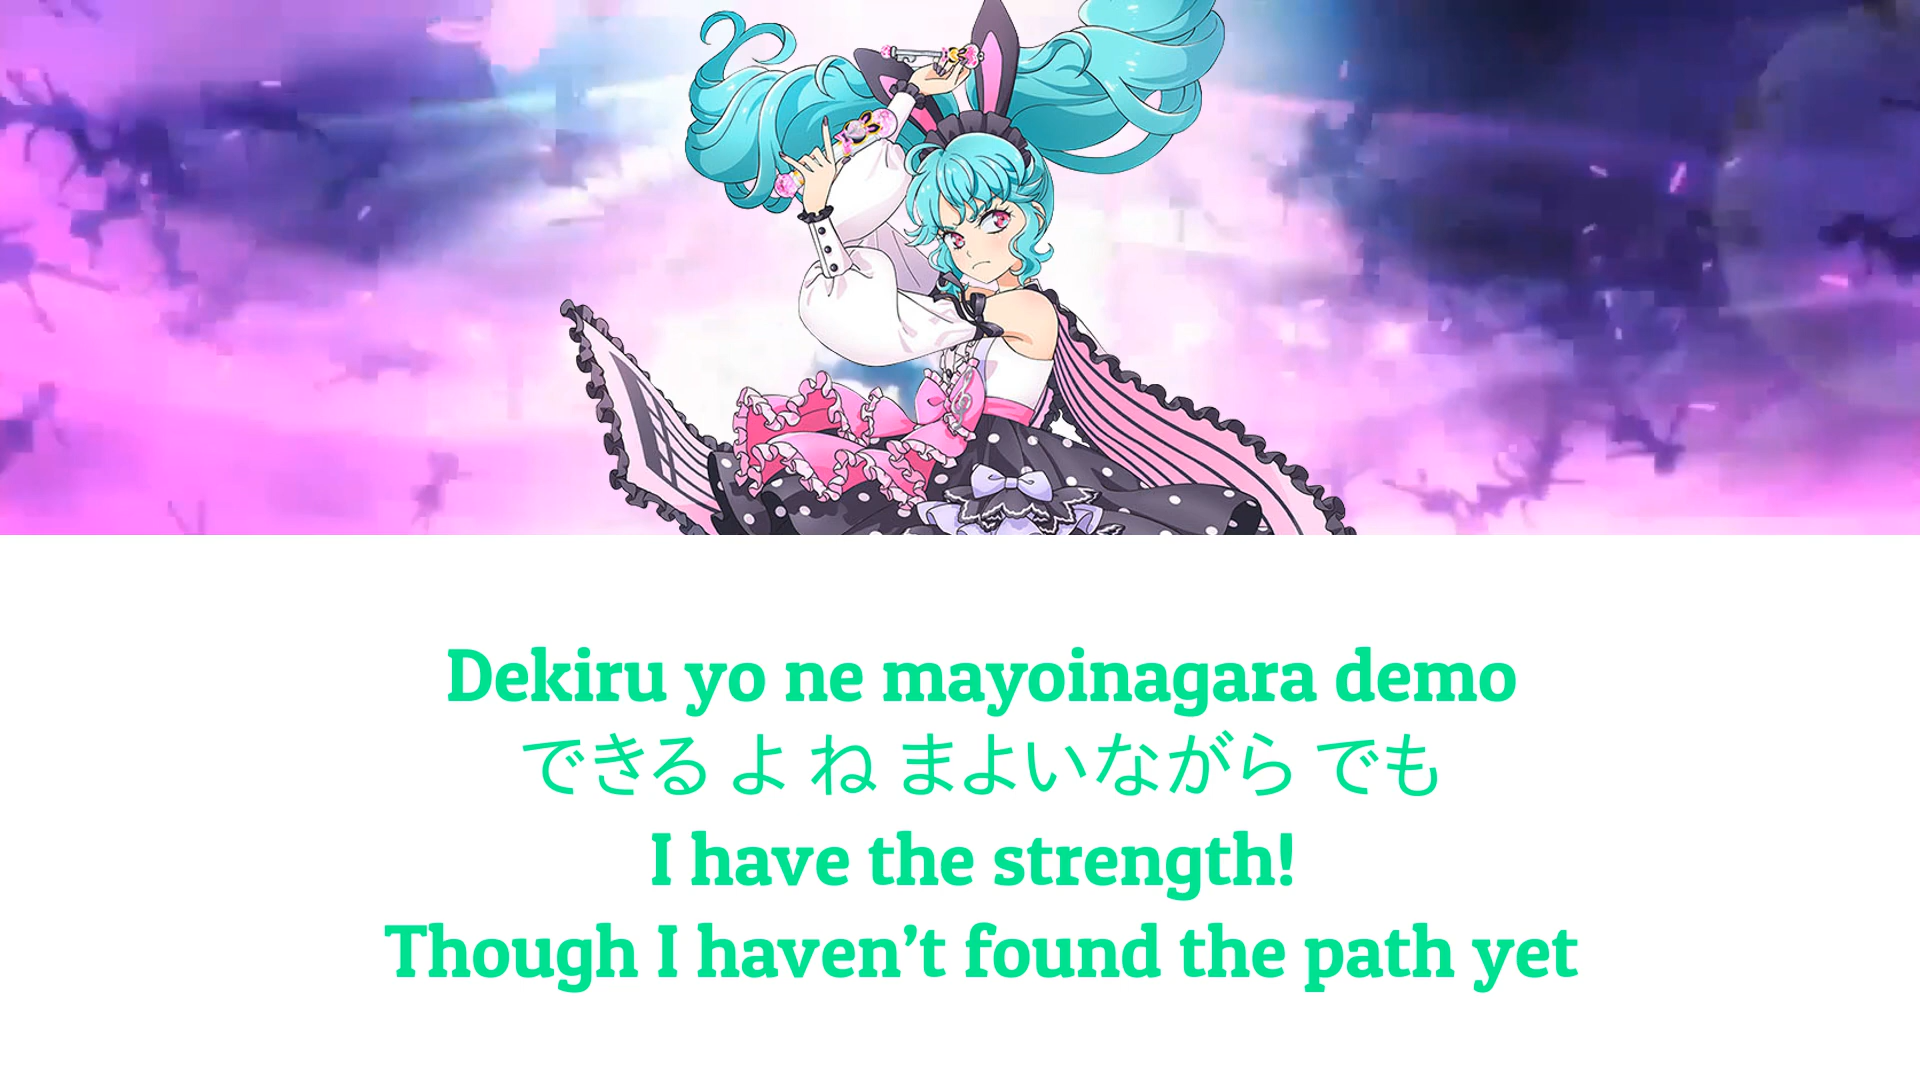 Dekiru yo ne mayoinagara demo
できる よ ね まよいながら でも
I have the strength!
Though I haven’t found the path yet